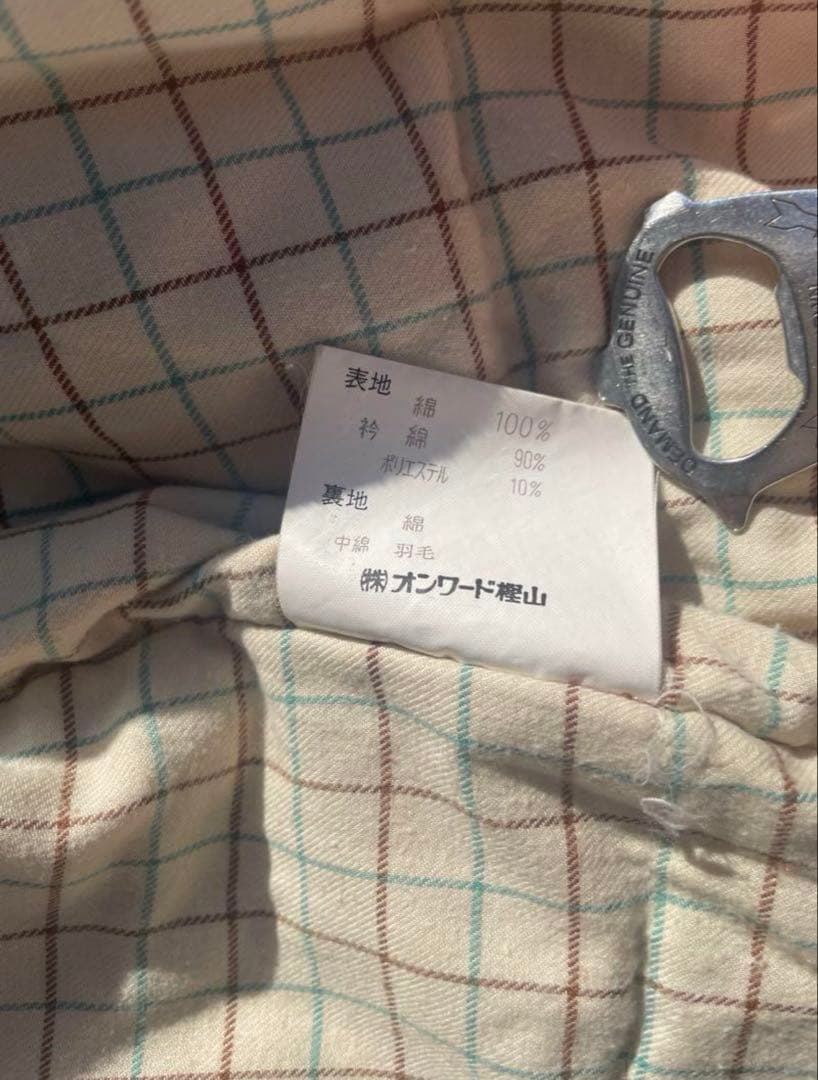 表地
綿 100%
衿 綿 90%
ポリエステル 10%
裏地
綿
中綿 羽毛
㈱オンワード樫山
DEMAND THE GENUINE